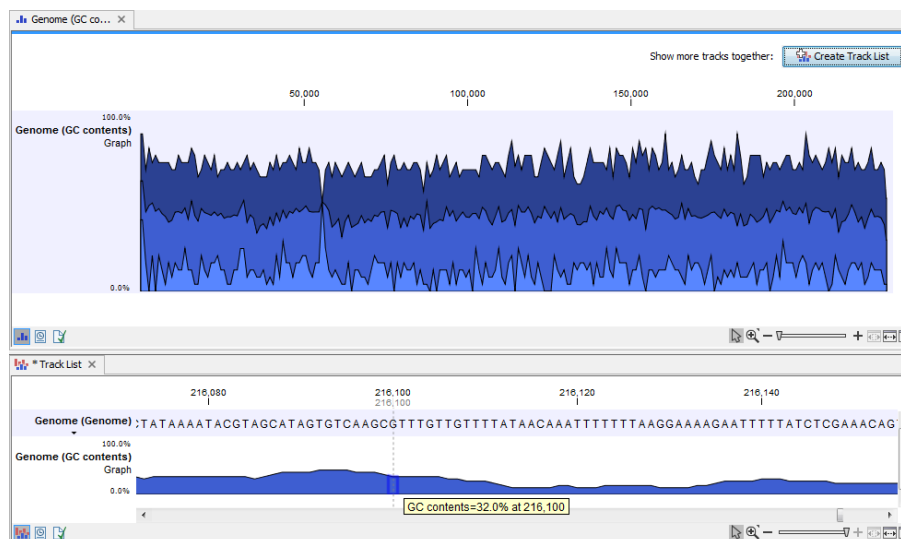 Genome (GC co...
Show more tracks together: Create Track List
50,000 100,000 150,000 200,000
100.0%
Genome (GC contents)
Graph
0.0%
* Track List
216,080 216,100 216,120 216,140
216,100
Genome (Genome) CTATAAAATACGTAGCATAGTGTCAAGCGTTTGTTGTTTTATAACAAATTTTTTTAAGGAAAAGAATTTTTATCTCGAAACAG
100.0%
Genome (GC contents)
Graph
0.0%
GC contents=32.0% at 216,100